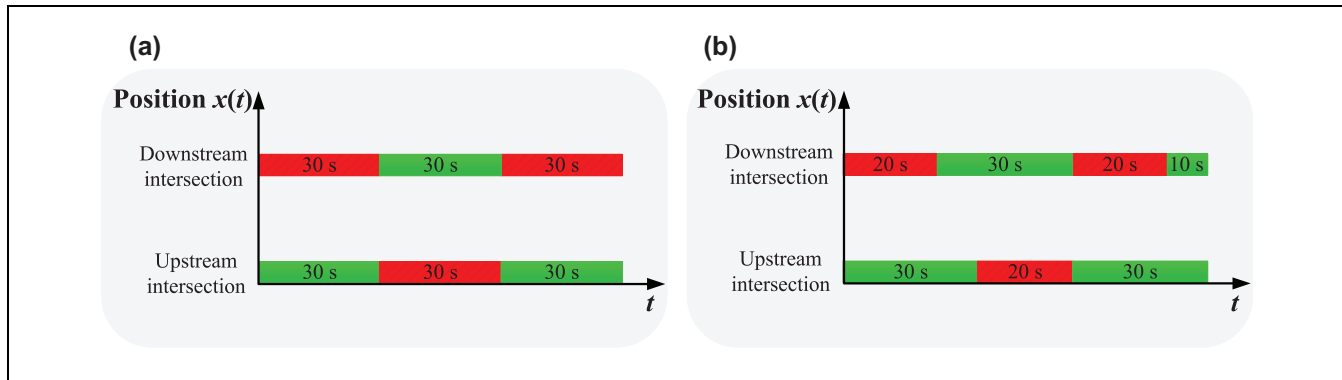 (a)
Position x(t)
Downstream
intersection
30 s 30 s 30 s
Upstream
intersection
30 s 30 s 30 s
t
(b)
Position x(t)
Downstream
intersection
20 s 30 s 20 s 10 s
Upstream
intersection
30 s 20 s 30 s
t